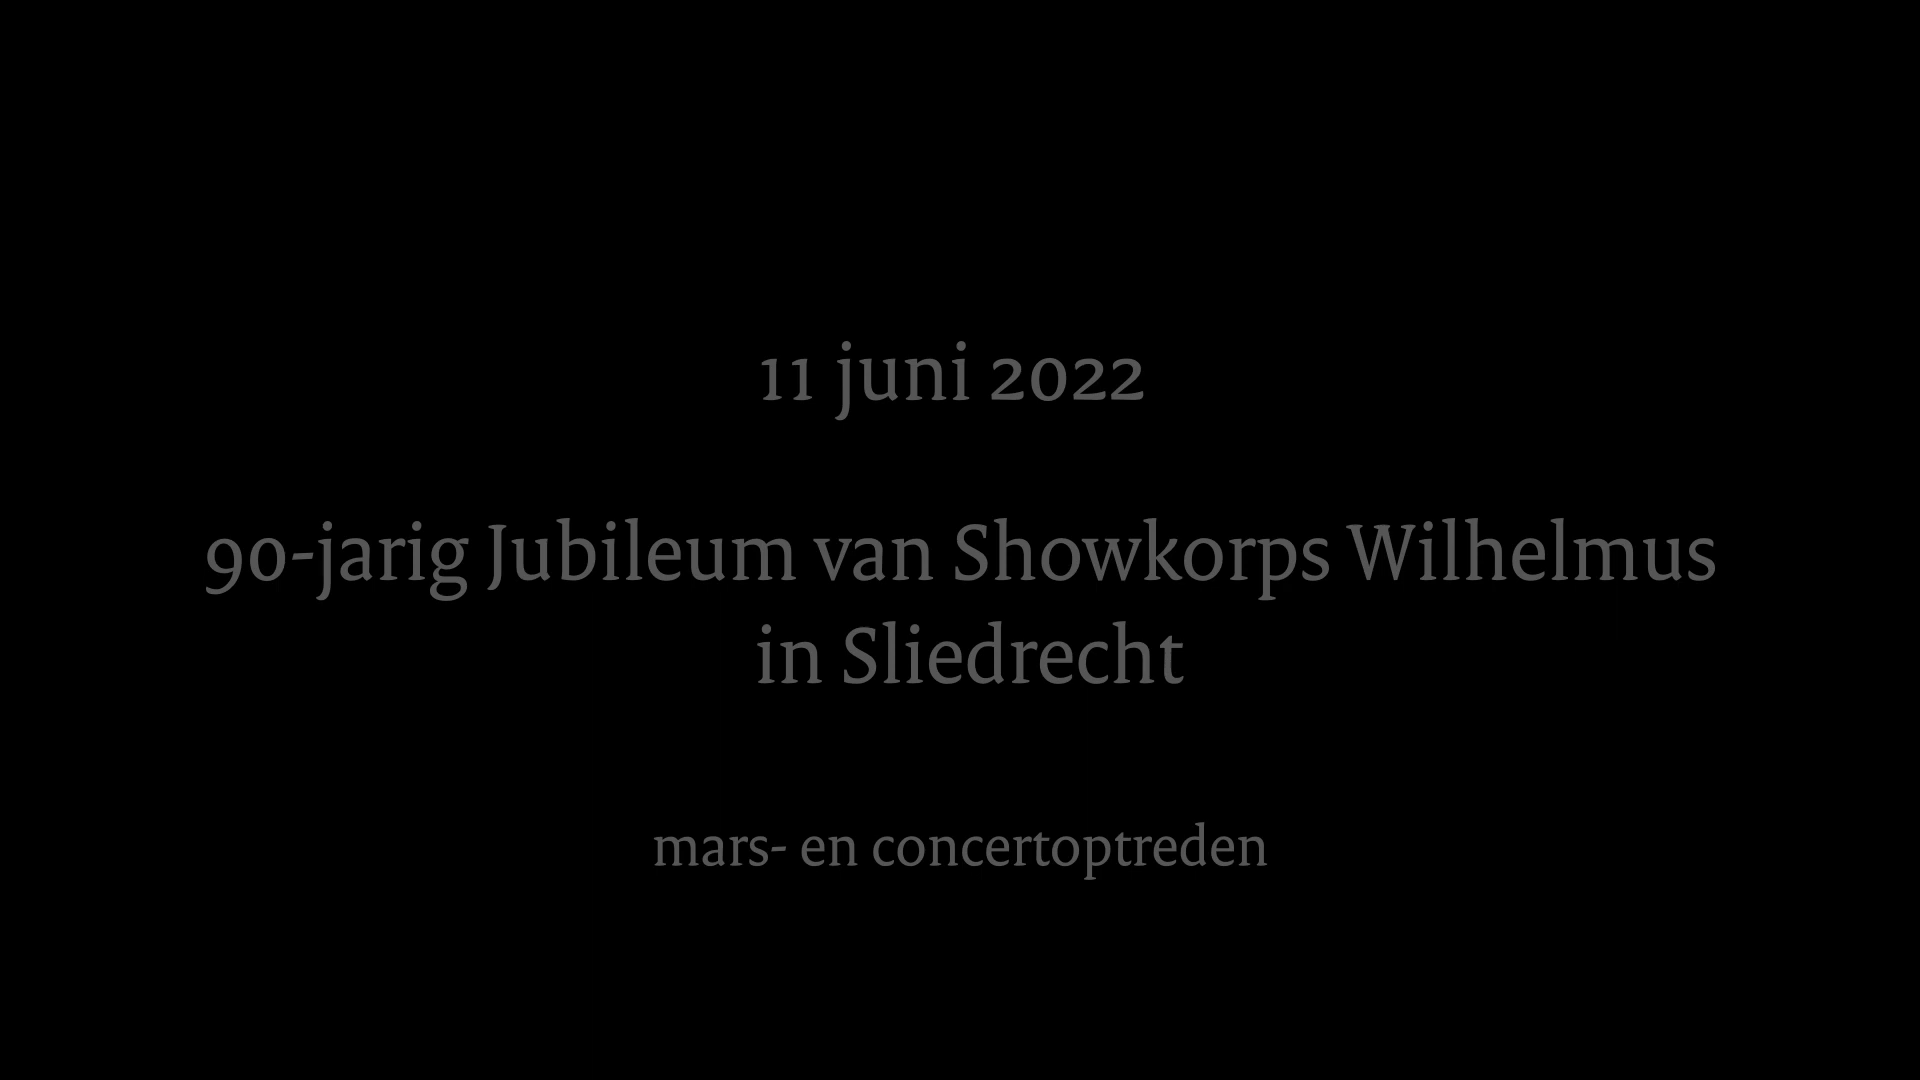 11 juni 2022
90-jarig Jubileum van Showkorps Wilhelmus
in Sliedrecht
mars- en concertoptreden